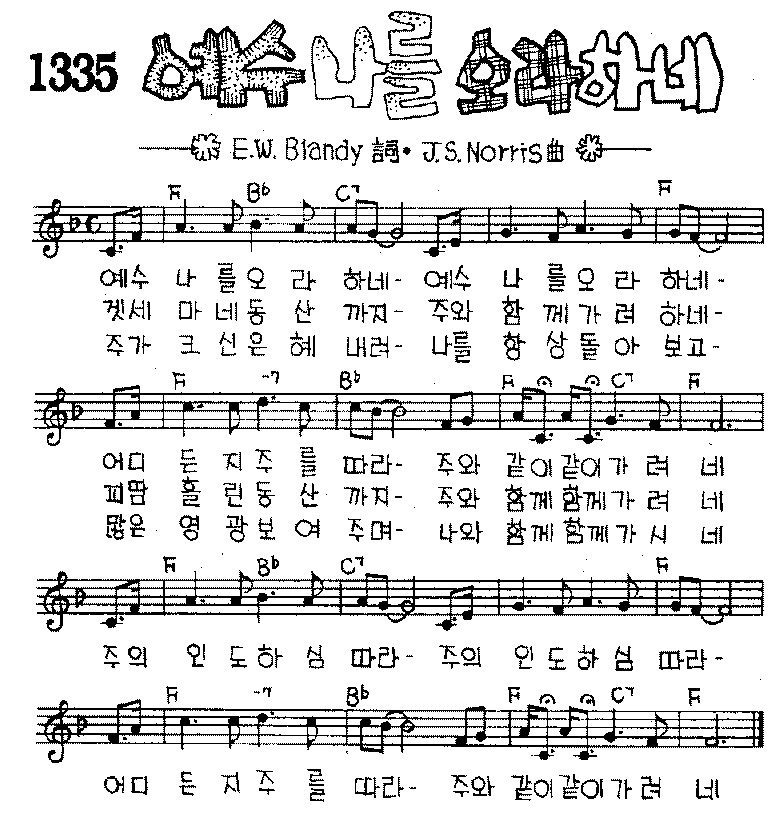 1335 예수 나를 오라하네
E.W. Blandy 詞· J.S. Norris 曲
F B♭ C7 F
예수 나 를오 라 하네- 예수 나 를오 라 하네-
겟세 마 네동 산 까지- 주와 함 께가 려 하네-
주가 크 신은 혜 내려- 나를 항 상돌 아 보고-
F -7 B♭ F C7 F
어디 든 지주 를 따라- 주와 같이같이가 려 네
피땀 흘 린동 산 까지- 주와 함께함께가 려 네
많은 영 광보 여 주며- 나와 함께함께가 시 네
F B♭ C7 F
주의 인 도하 심 따라- 주의 인 도하 심 따라-
F -7 B♭ F C7 F
어디 든 지주 를 따라- 주와 같이같이가려 네